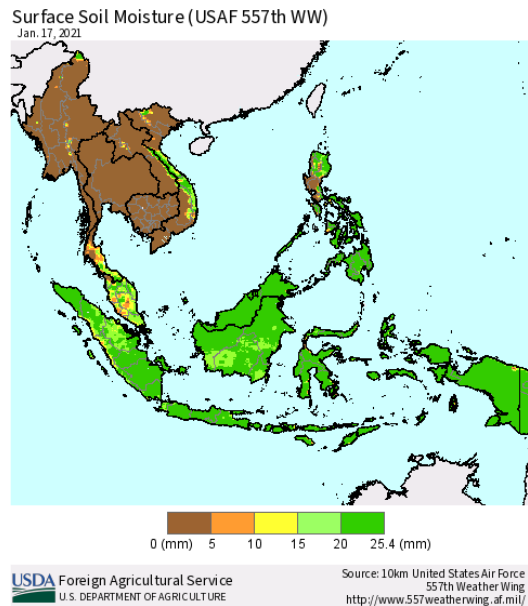 Surface Soil Moisture (USAF 557th WW)
Jan. 17, 2021
0 (mm) 5 10 15 20 25.4 (mm)
USDA Foreign Agricultural Service
U.S. DEPARTMENT OF AGRICULTURE
Source: 10km United States Air Force
557th Weather Wing
http://www.557weatherwing.af.mil/